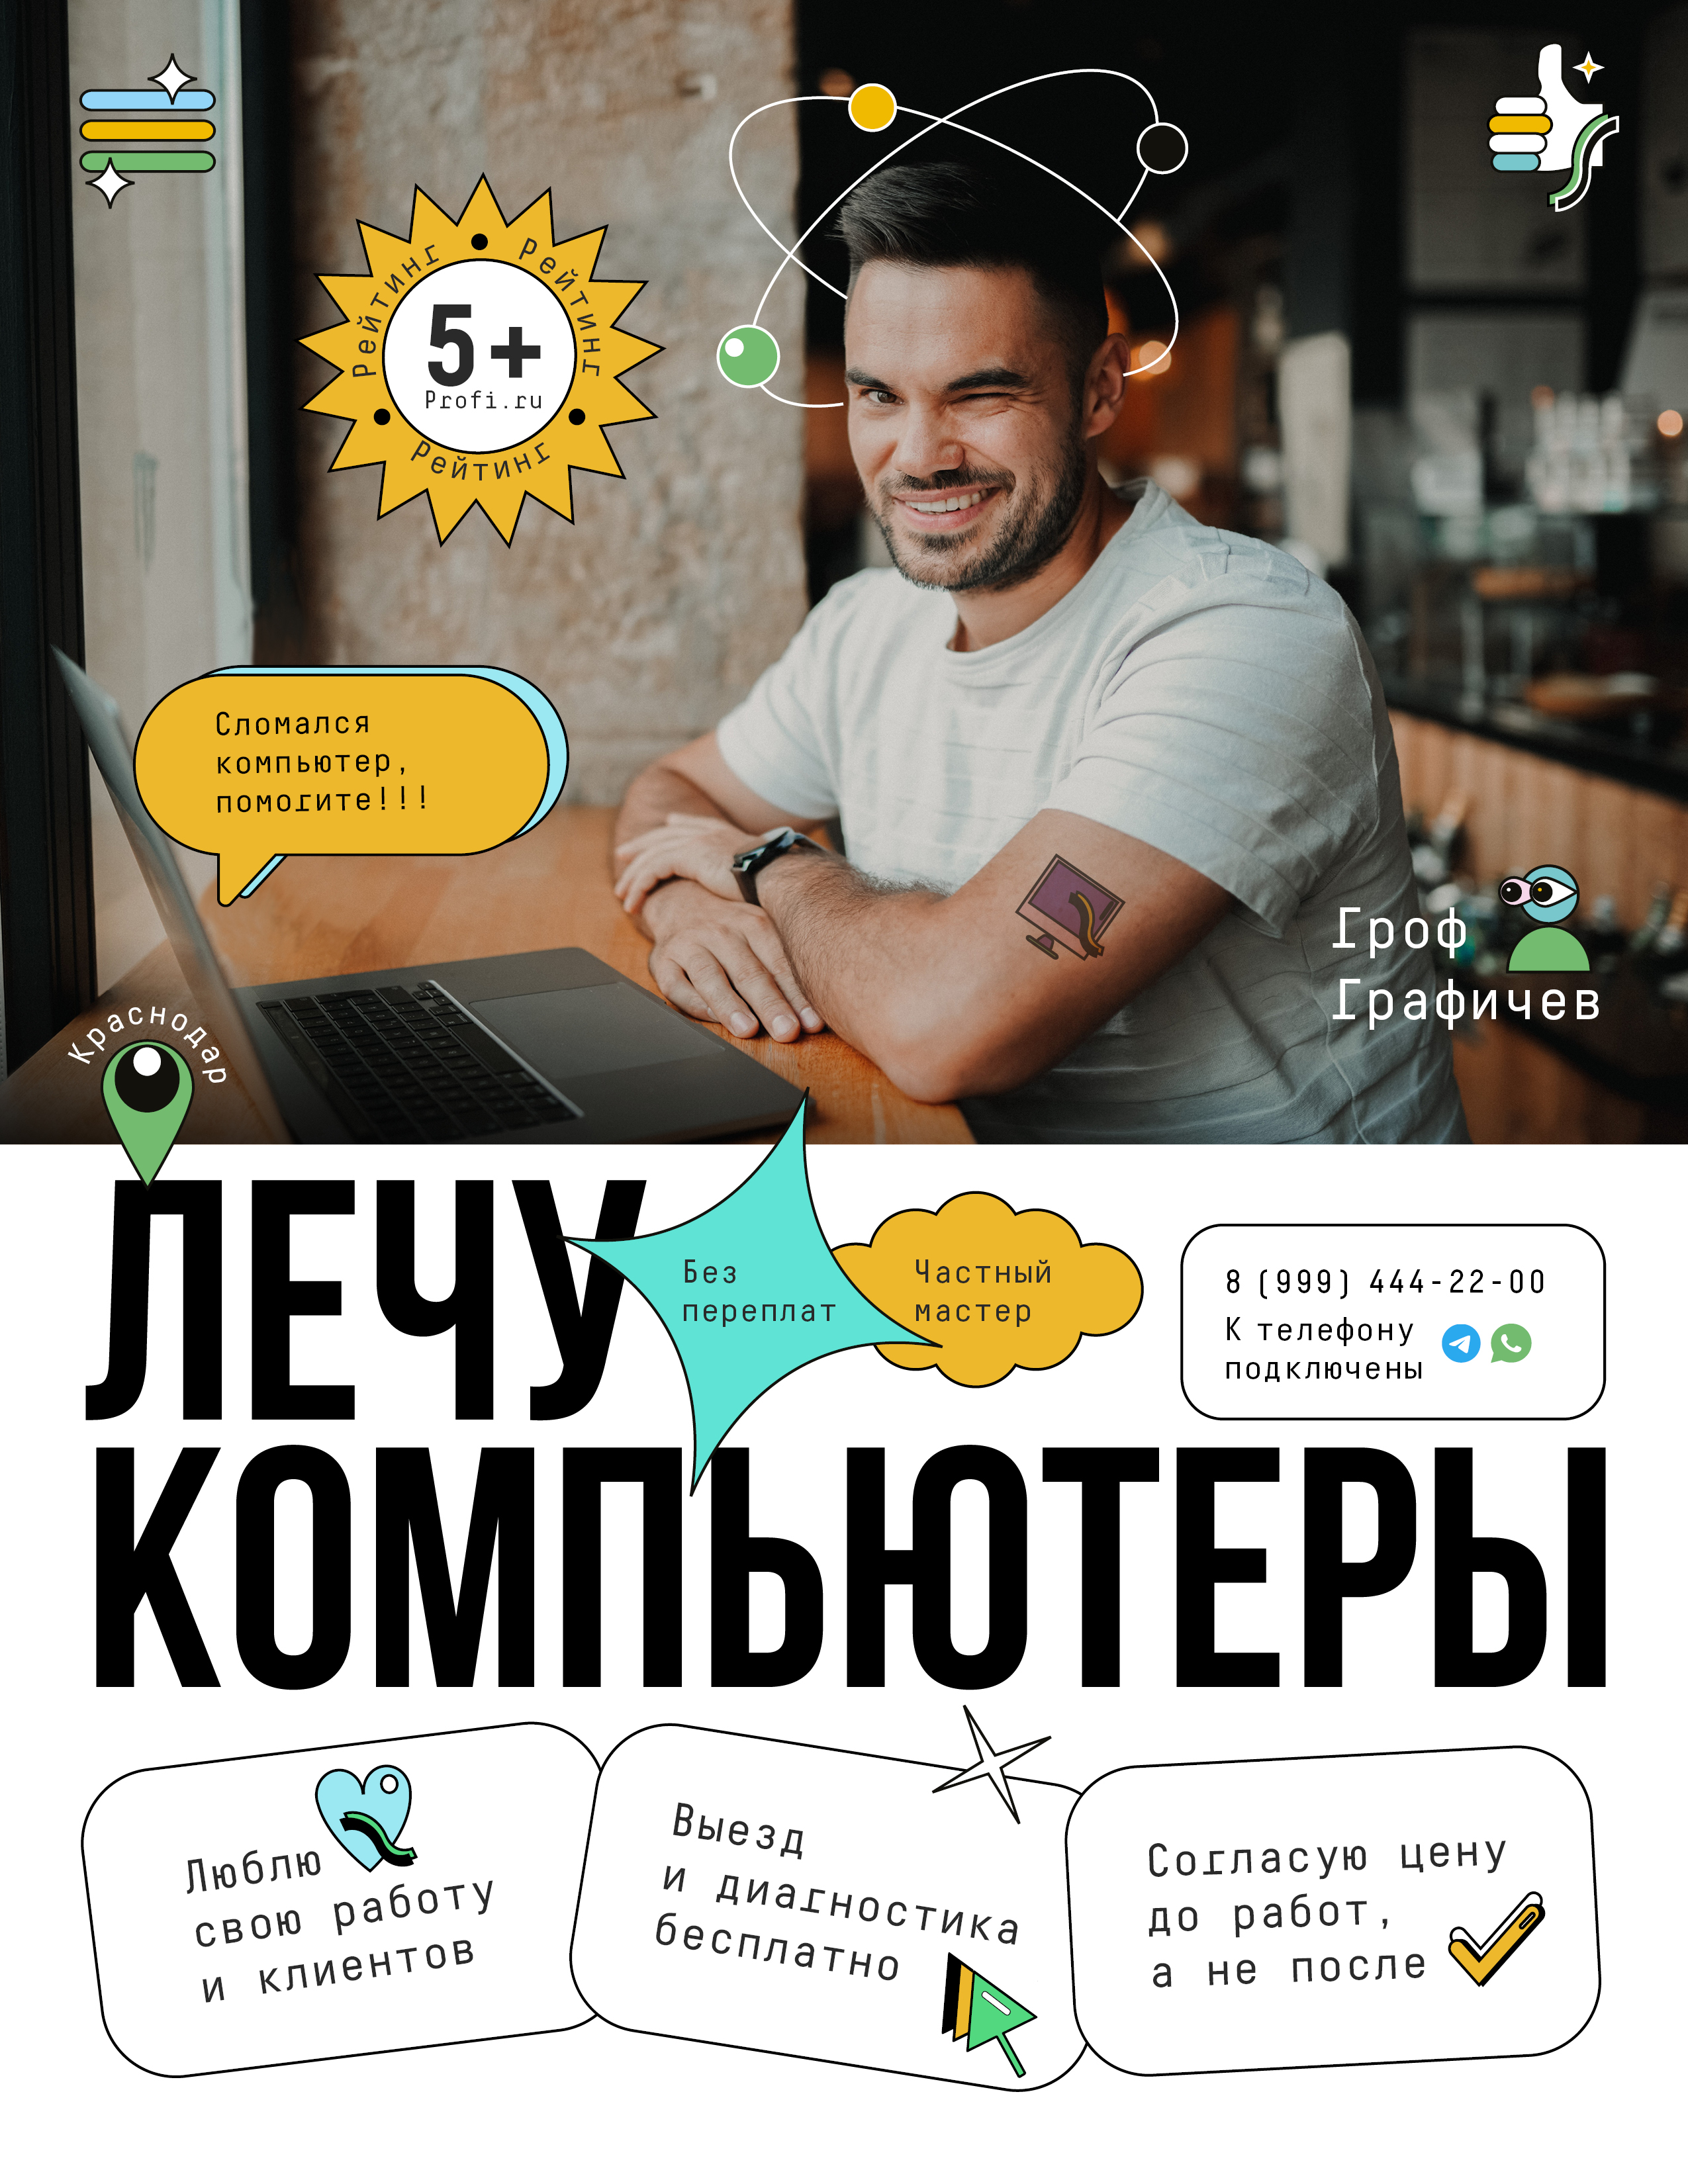 Рейтинг
Рейтинг
5+
Profi.ru
Рейтинг
Сломался
компьютер,
помогите!!!
Гроф
Графичев
Краснодар
ЛЕЧУ
Без
переплат
Частный
мастер
8 (999) 444-22-00
К телефону
подключены
КОМПЬЮТЕРЫ
Люблю
свою работу
и клиентов
Выезд
и диагностика
бесплатно
Согласую цену
до работ,
а не после